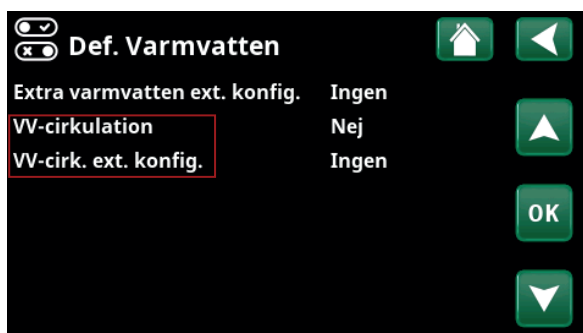 Def. Varmvatten
Extra varmvatten ext. konfig. Ingen
VV-cirkulation Nej
VV-cirk. ext. konfig. Ingen
OK